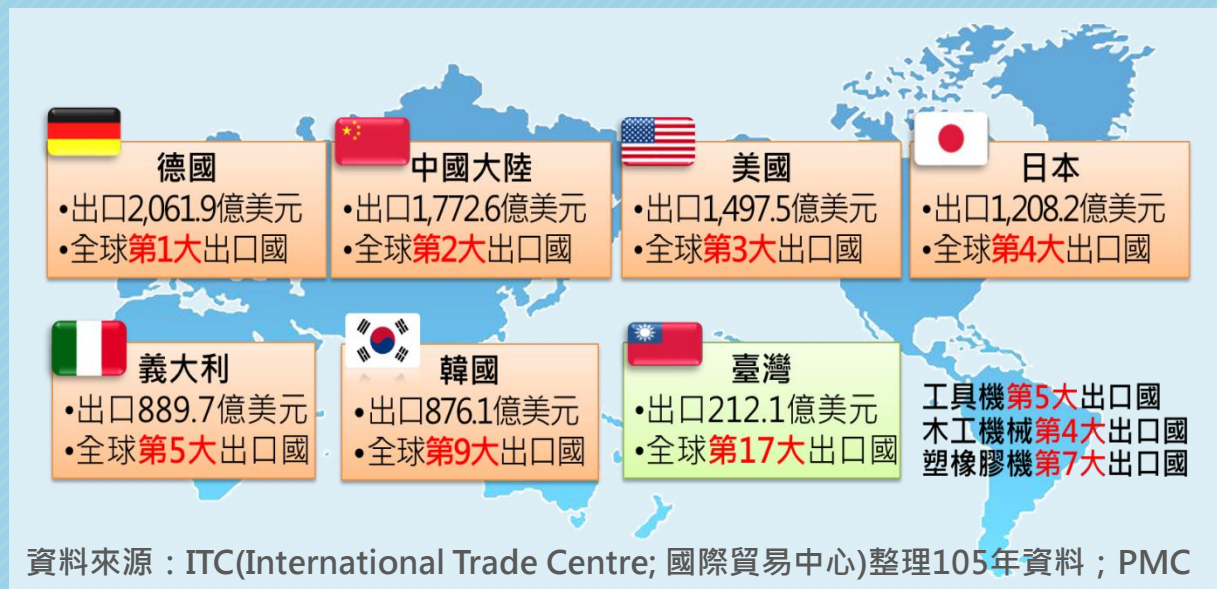 德國
•出口2,061.9億美元
•全球第1大出口國
中國大陸
•出口1,772.6億美元
•全球第2大出口國
美國
•出口1,497.5億美元
•全球第3大出口國
日本
•出口1,208.2億美元
•全球第4大出口國
義大利
•出口889.7億美元
•全球第5大出口國
韓國
•出口876.1億美元
•全球第9大出口國
臺灣
•出口212.1億美元
•全球第17大出口國
工具機第5大出口國
木工機械第4大出口國
塑橡膠機第7大出口國
資料來源：ITC(International Trade Centre; 國際貿易中心)整理105年資料；PMC